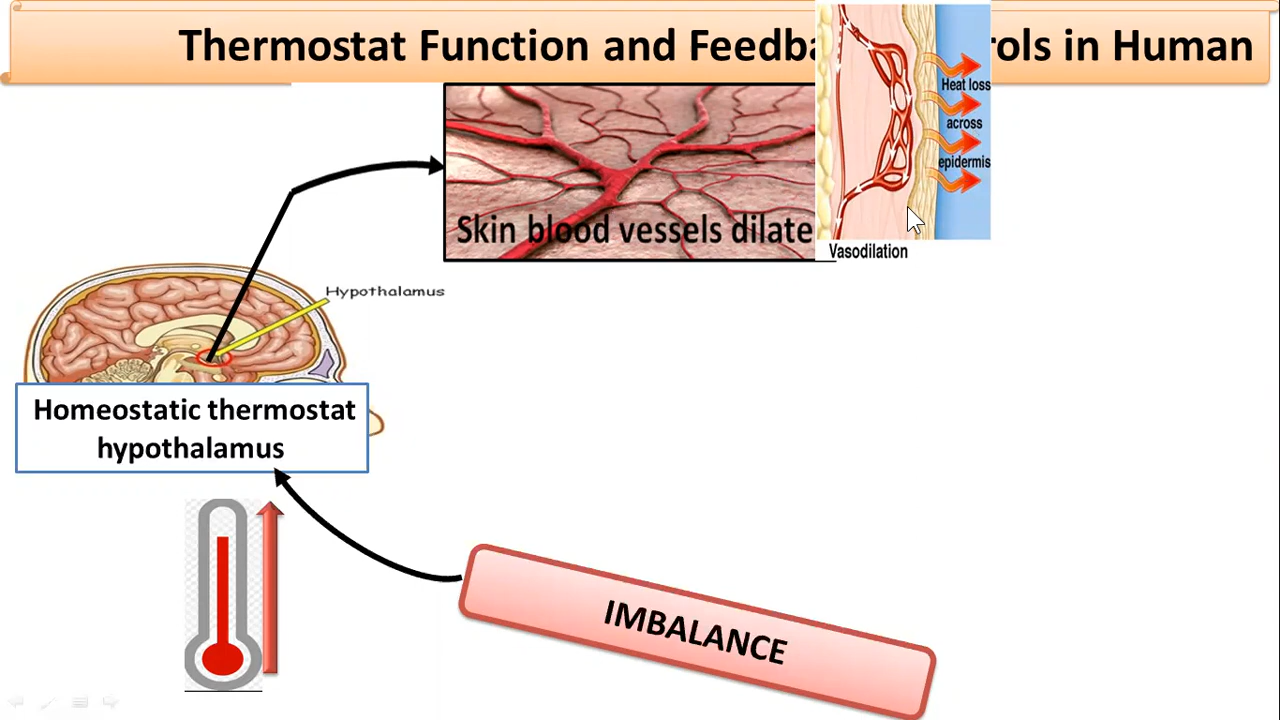 Thermostat Function and Feedba rols in Human
Heat loss
across
epidermis
Skin blood vessels dilate
Vasodilation
Hypothalamus
Homeostatic thermostat
hypothalamus
IMBALANCE